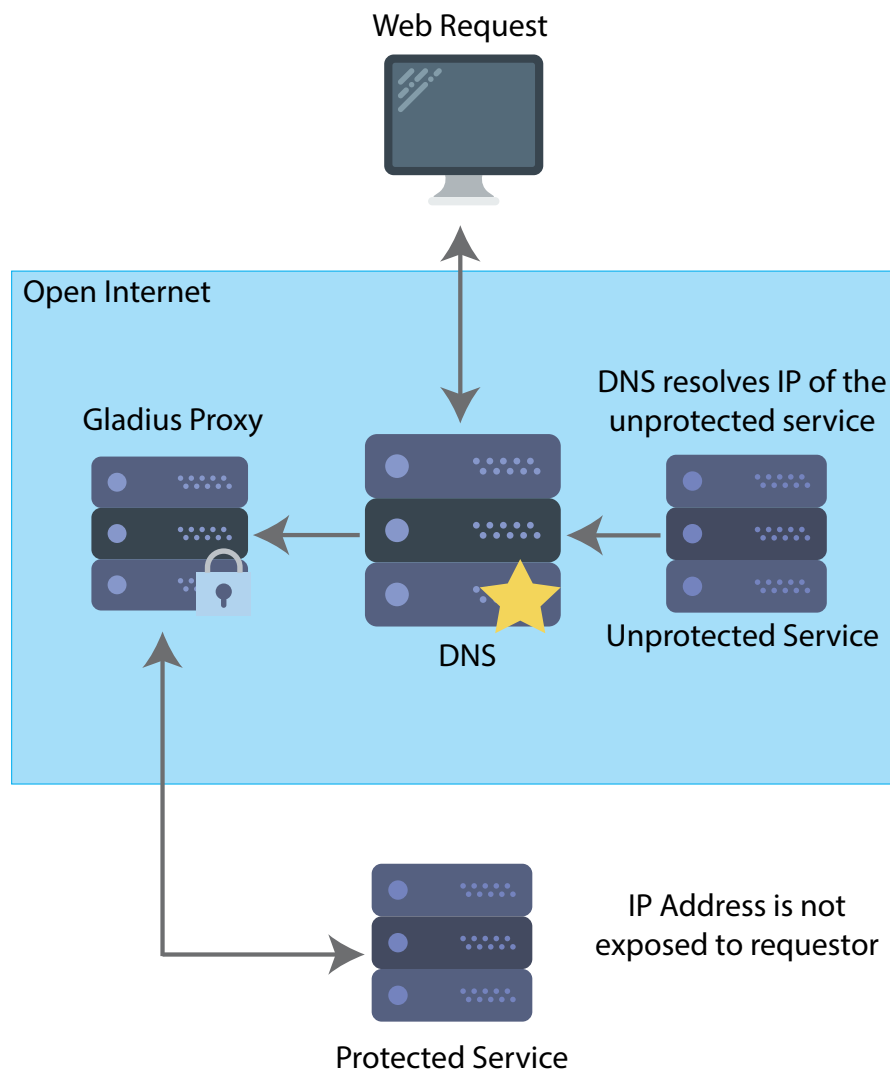 Web Request
Open Internet
DNS resolves IP of the
unprotected service
Gladius Proxy
DNS
Unprotected Service
IP Address is not
exposed to requestor
Protected Service